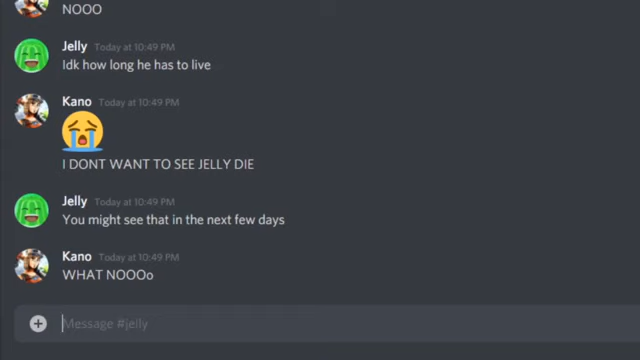 NOOO
Jelly Today at 10:49 PM
Idk how long he has to live
Kano Today at 10:49 PM
I DONT WANT TO SEE JELLY DIE
Jelly Today at 10:49 PM
You might see that in the next few days
Kano Today at 10:49 PM
WHAT NOOOo
Message #jelly